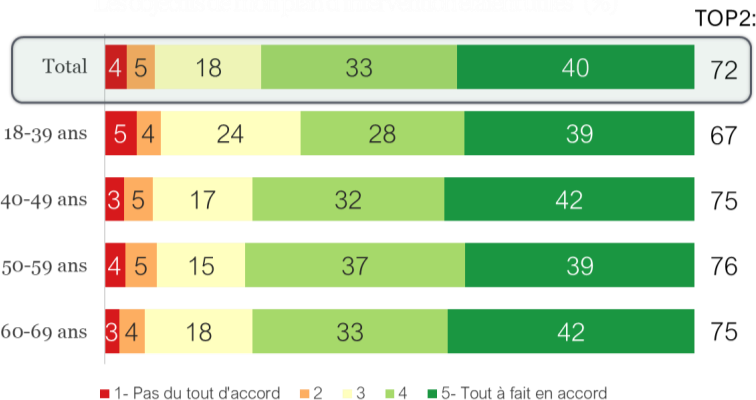 TOP2:
Total 4 5 18 33 40 72
18-39 ans 5 4 24 28 39 67
40-49 ans 3 5 17 32 42 75
50-59 ans 4 5 15 37 39 76
60-69 ans 3 4 18 33 42 75
1- Pas du tout d'accord 2 3 4 5- Tout à fait en accord